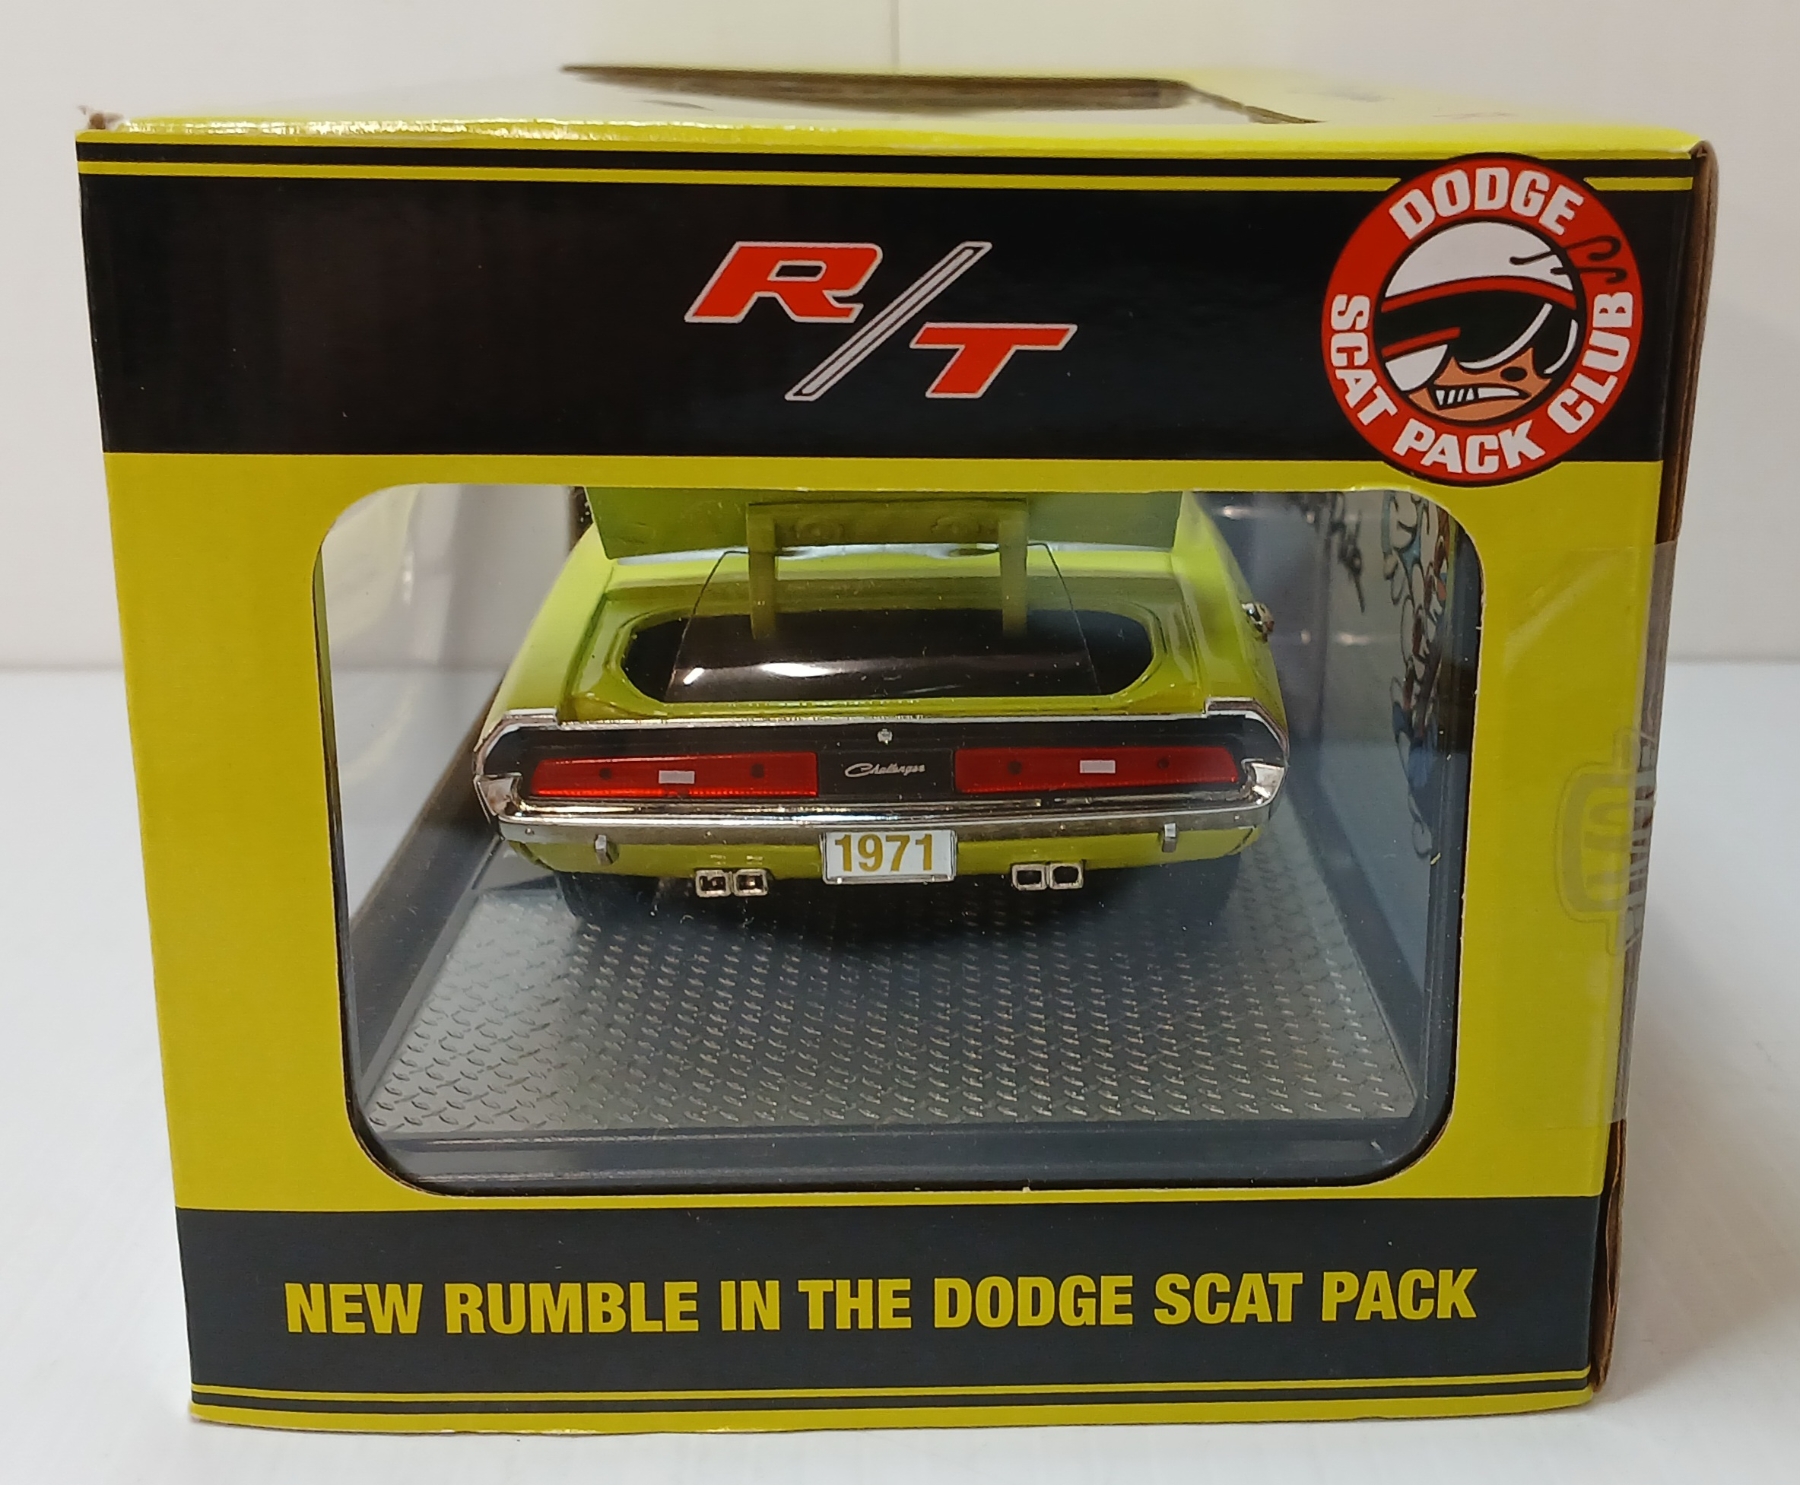 R/T
DODGE
SCAT PACK CLUB
Challenger
1971
NEW RUMBLE IN THE DODGE SCAT PACK